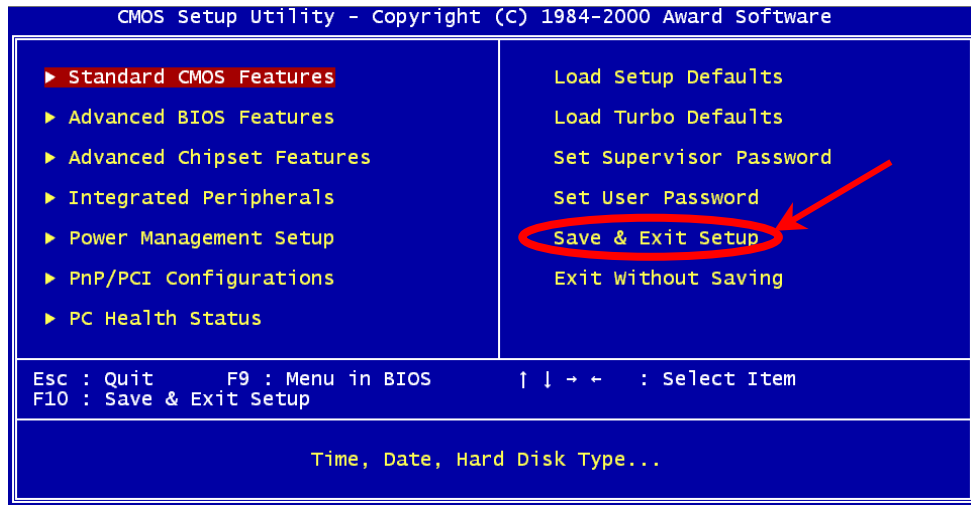 CMOS Setup Utility - Copyright (C) 1984-2000 Award Software
▶ Standard CMOS Features
▶ Advanced BIOS Features
▶ Advanced Chipset Features
▶ Integrated Peripherals
▶ Power Management Setup
▶ PnP/PCI Configurations
▶ PC Health Status
Load Setup Defaults
Load Turbo Defaults
Set Supervisor Password
Set User Password
Save & Exit Setup
Exit Without Saving
Esc : Quit F9 : Menu in BIOS ↑ ↓ → ← : Select Item
F10 : Save & Exit Setup
Time, Date, Hard Disk Type...